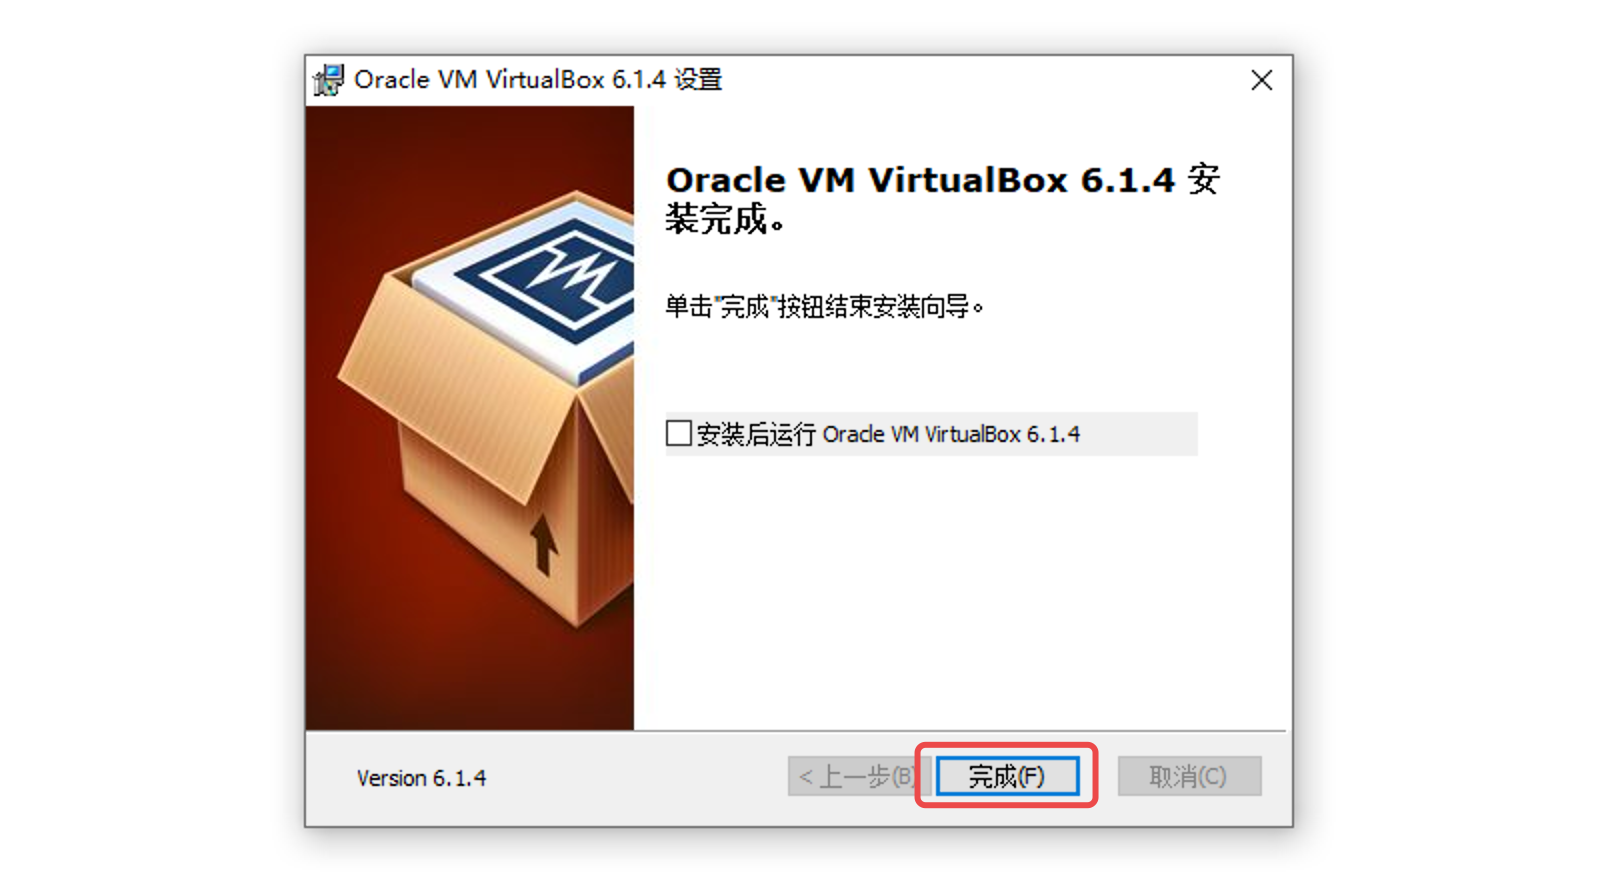 Oracle VM VirtualBox 6.1.4 设置
Oracle VM VirtualBox 6.1.4 安
装完成。
单击"完成"按钮结束安装向导。
安装后运行 Oracle VM VirtualBox 6.1.4
Version 6.1.4
< 上一步(B)
完成(F)
取消(C)